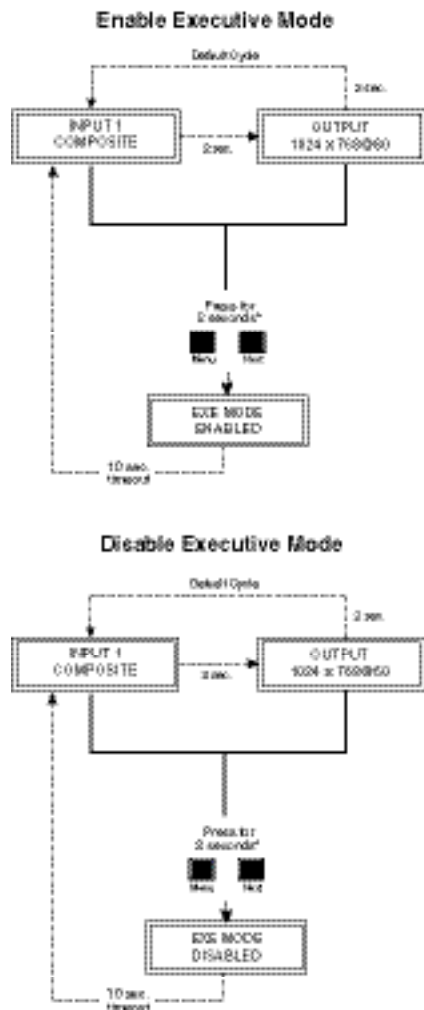 Enable Executive Mode
Default Cycle
2 sec.
INPUT 1
COMPOSITE
2 sec.
OUTPUT
1024 x 768@60
Press for
2 seconds*
Menu Next
EXE MODE
ENABLED
10 sec.
timeout
Disable Executive Mode
Default Cycle
2 sec.
INPUT 1
COMPOSITE
2 sec.
OUTPUT
1024 x 768@60
Press for
2 seconds*
Menu Next
EXE MODE
DISABLED
10 sec.
timeout